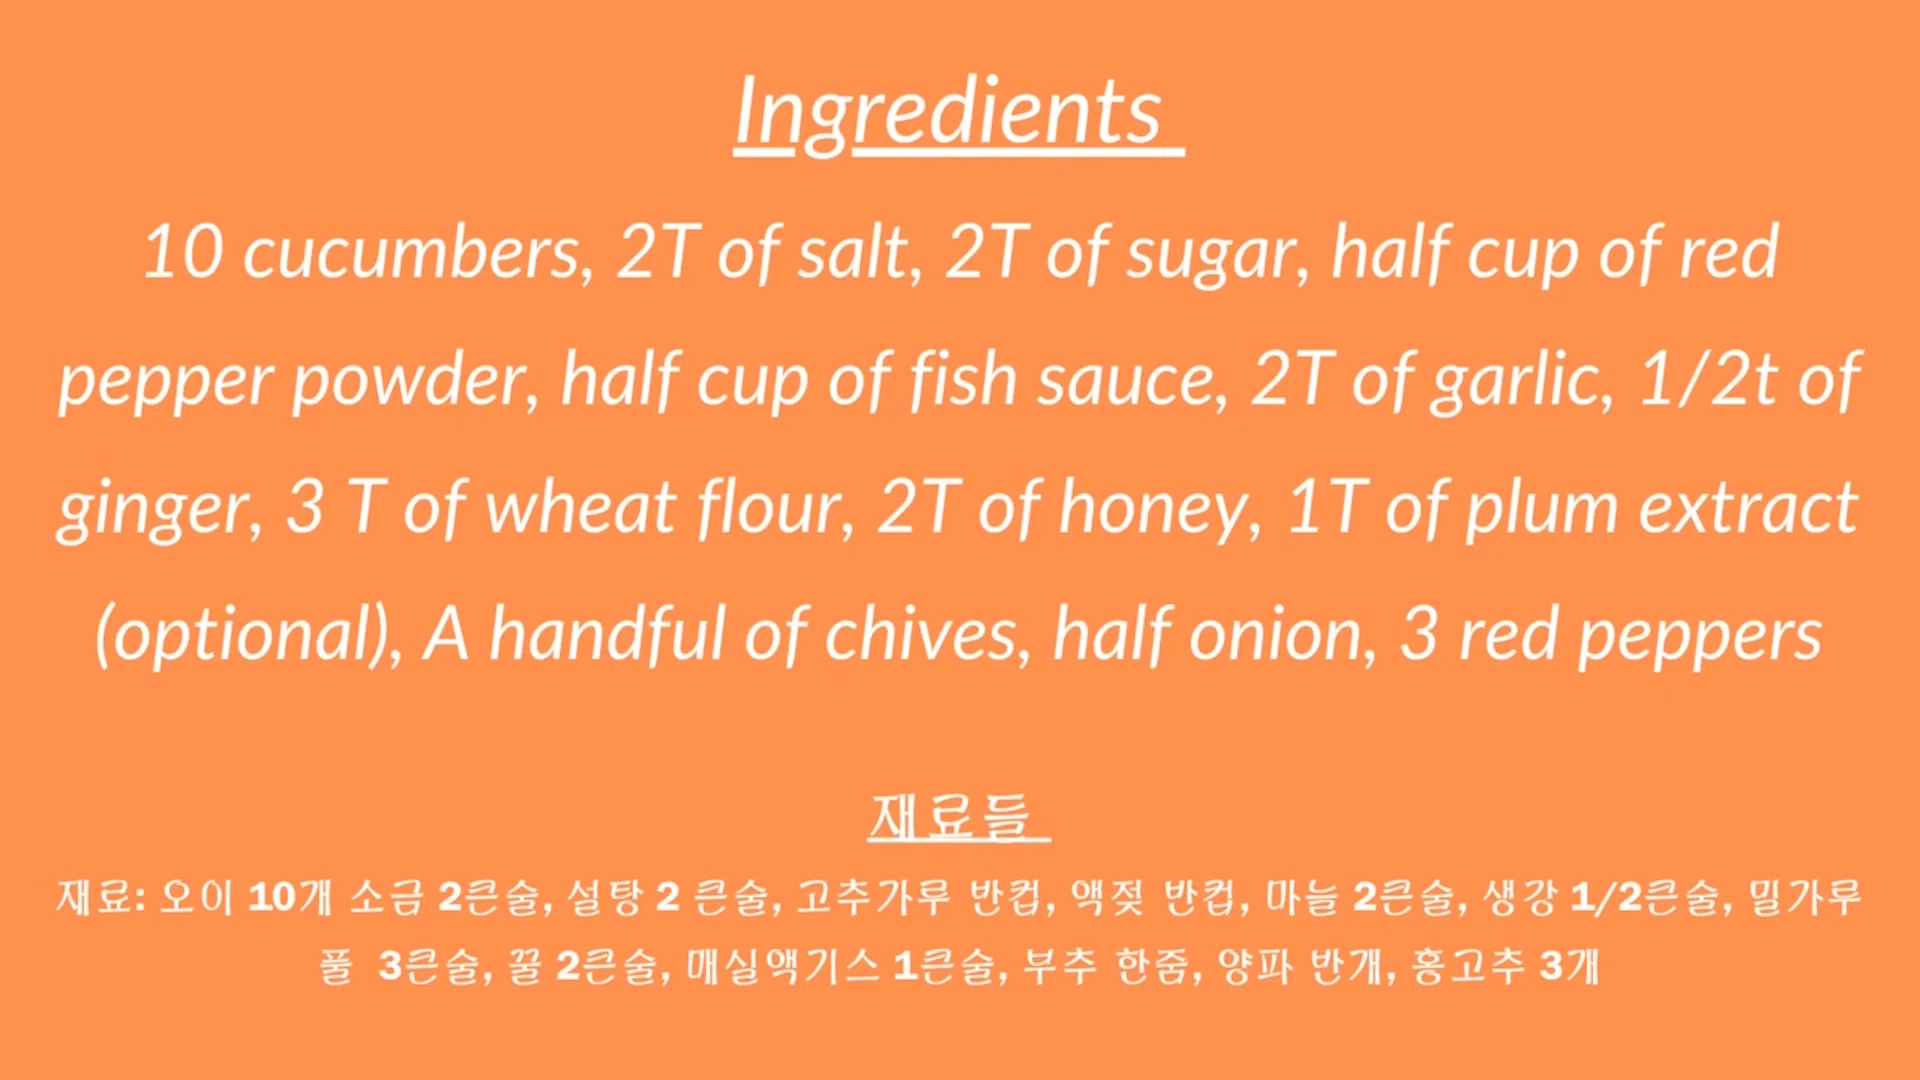 Ingredients
10 cucumbers, 2T of salt, 2T of sugar, half cup of red
pepper powder, half cup of fish sauce, 2T of garlic, 1/2t of
ginger, 3 T of wheat flour, 2T of honey, 1T of plum extract
(optional), A handful of chives, half onion, 3 red peppers
재료들
재료: 오이 10개 소금 2큰술, 설탕 2 큰술, 고추가루 반컵, 액젖 반컵, 마늘 2큰술, 생강 1/2큰술, 밀가루
풀 3큰술, 꿀 2큰술, 매실액기스 1큰술, 부추 한줌, 양파 반개, 홍고추 3개